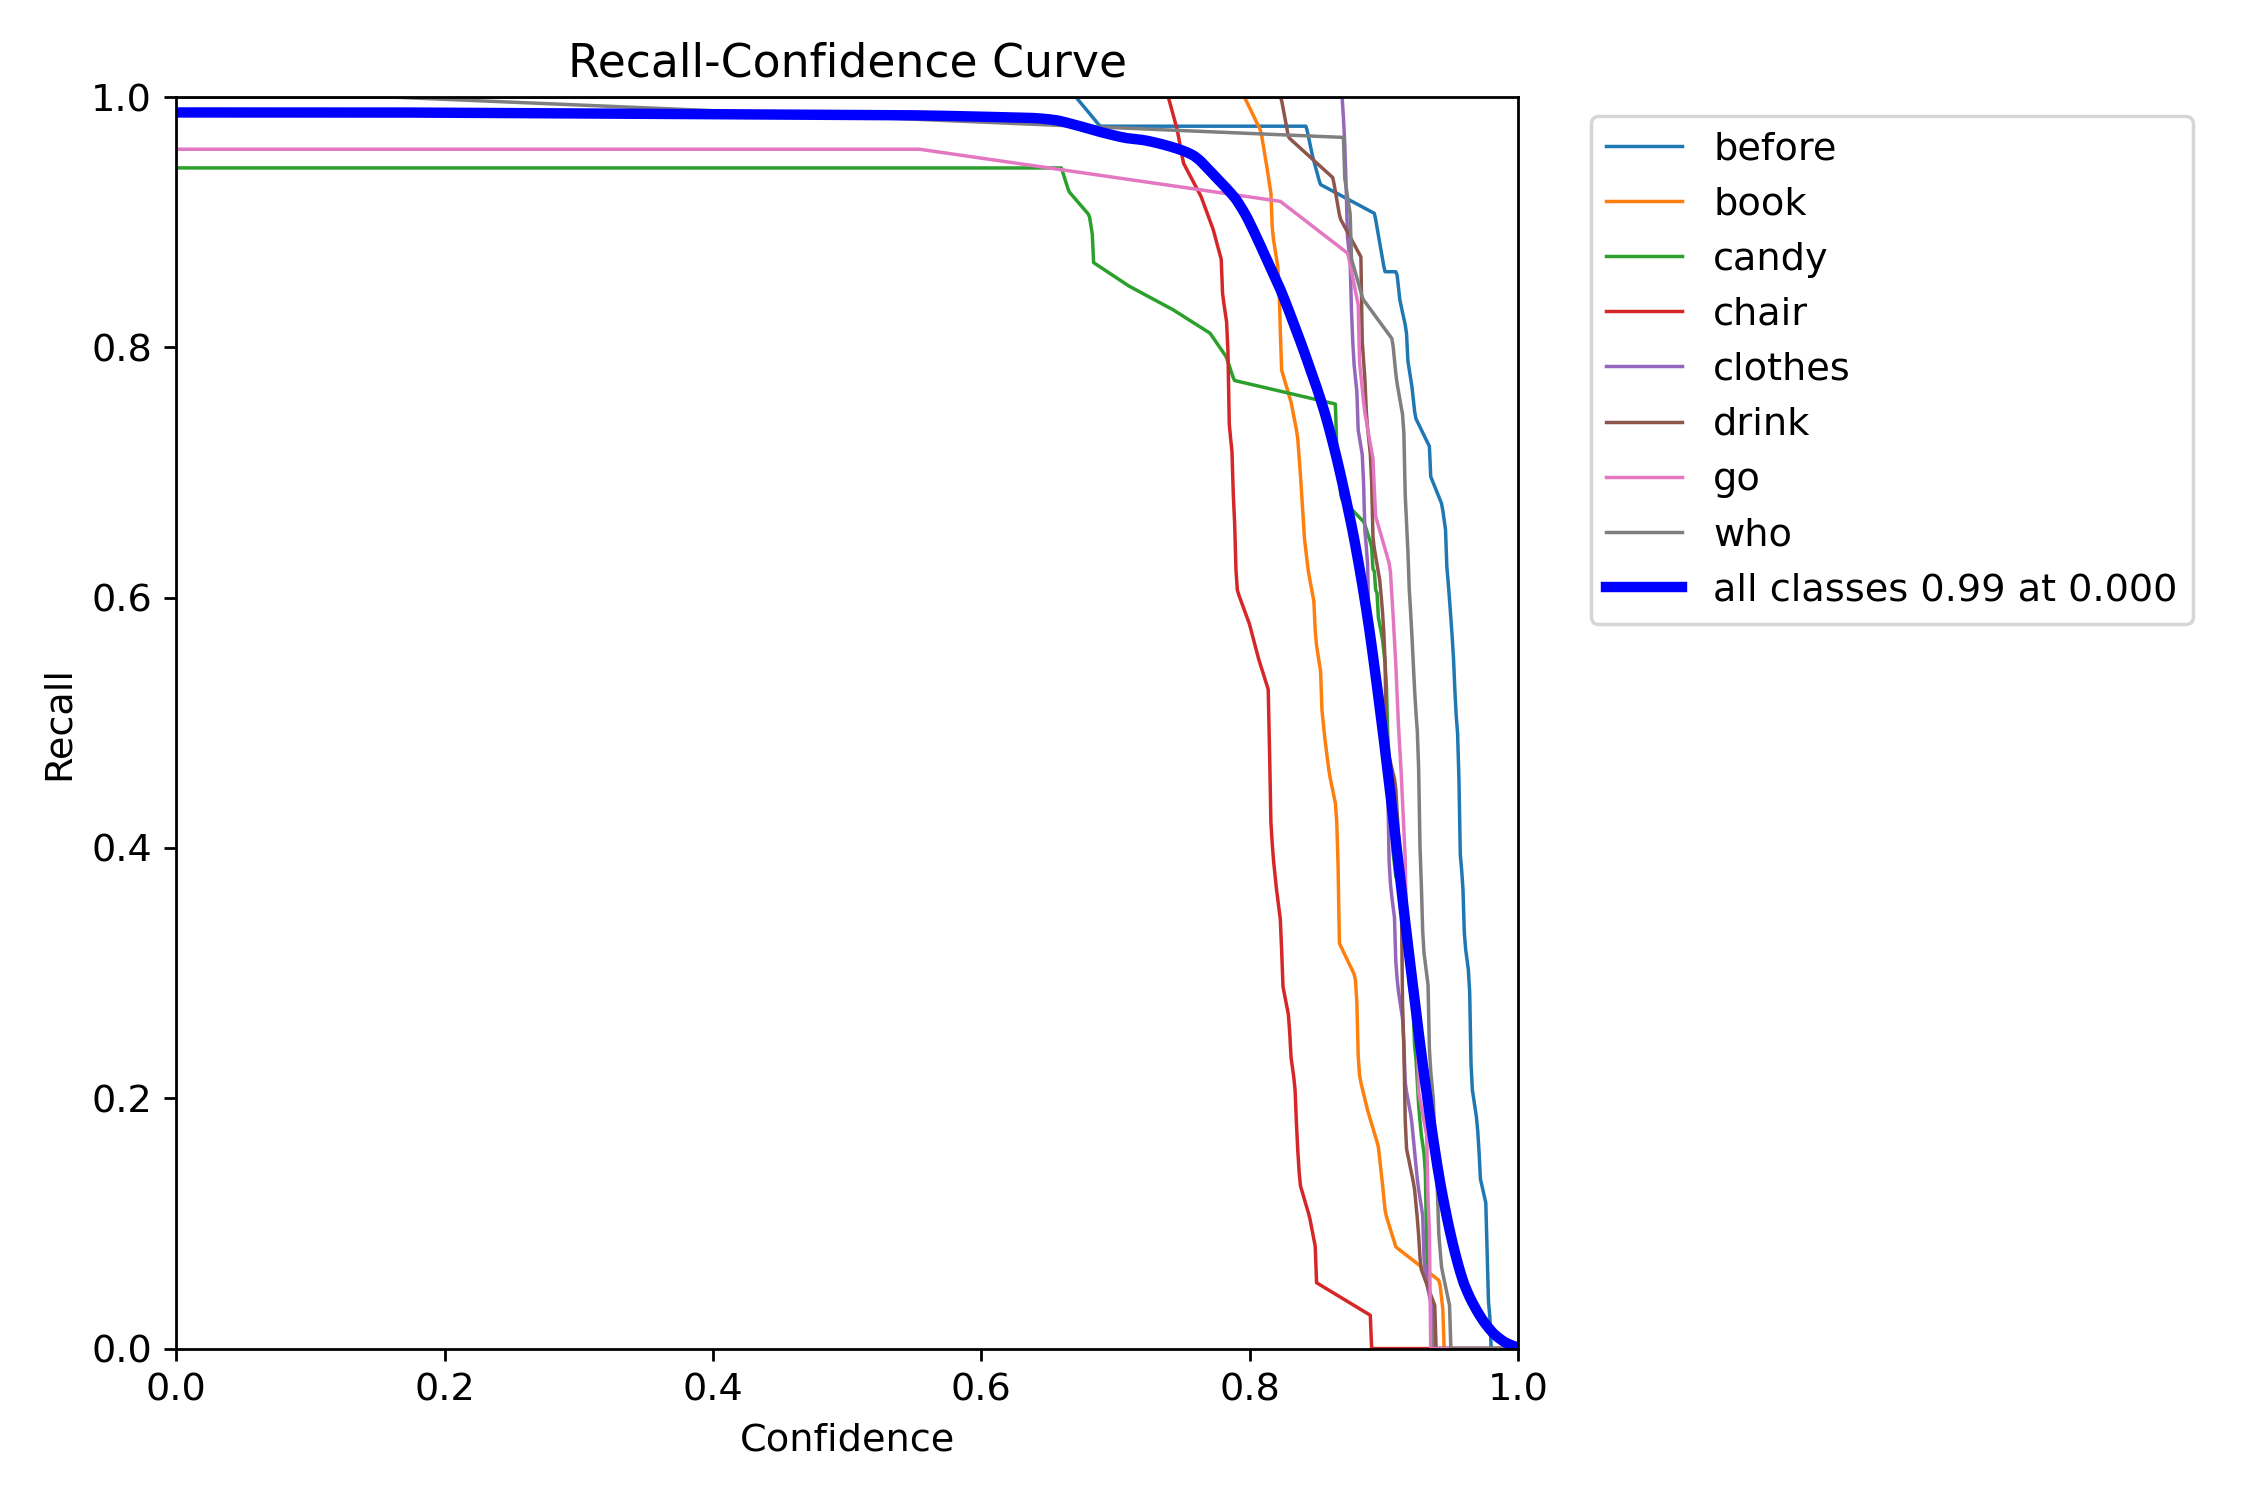 Recall-Confidence Curve
1.0
0.8
0.6
0.4
0.2
0.0
Recall
0.0 0.2 0.4 0.6 0.8 1.0
Confidence
before
book
candy
chair
clothes
drink
go
who
all classes 0.99 at 0.000